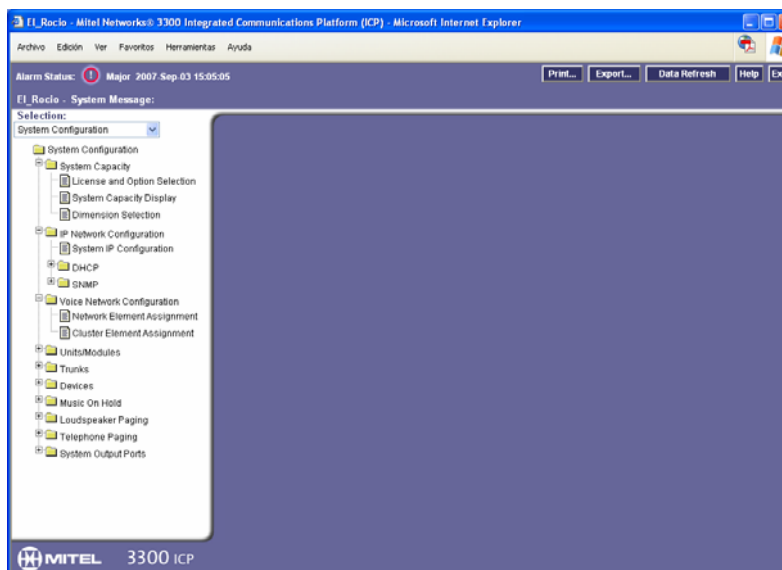 El_Rocio - Mitel Networks® 3300 Integrated Communications Platform (ICP) - Microsoft Internet Explorer
Archivo Edición Ver Favoritos Herramientas Ayuda
Alarm Status: Major 2007-Sep-03 15:05:05 Print... Export... Data Refresh Help
El_Rocio - System Message:
Selection:
System Configuration
System Configuration
System Capacity
License and Option Selection
System Capacity Display
Dimension Selection
IP Network Configuration
System IP Configuration
DHCP
SNMP
Voice Network Configuration
Network Element Assignment
Cluster Element Assignment
Units/Modules
Trunks
Devices
Music On Hold
Loudspeaker Paging
Telephone Paging
System Output Ports
MITEL 3300 ICP